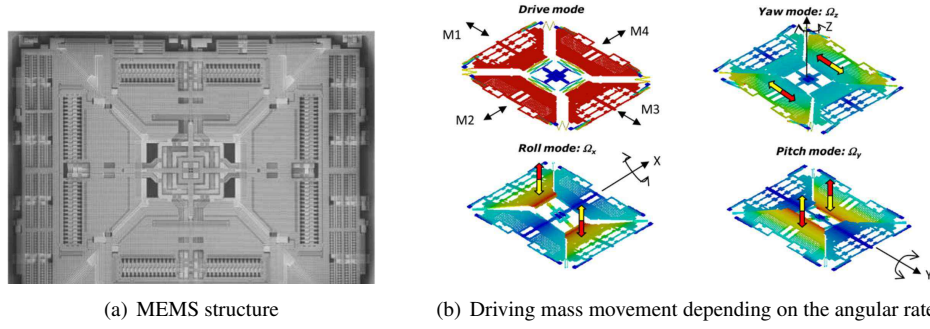 Drive mode
M1
M4
M2
M3
Yaw mode: Ωz
Z
Roll mode: Ωx
X
Pitch mode: Ωy
Y
(a) MEMS structure
(b) Driving mass movement depending on the angular rate